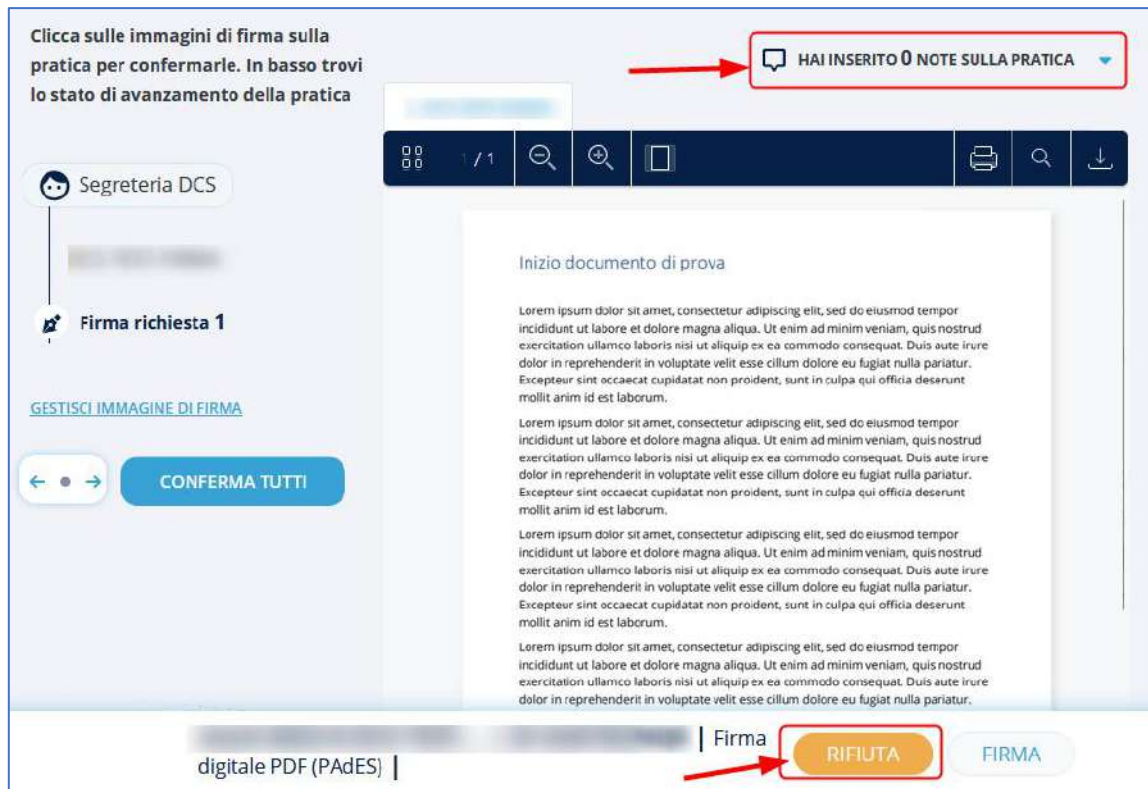 Clicca sulle immagini di firma sulla
pratica per confermarle. In basso trovi
lo stato di avanzamento della pratica
HAI INSERITO 0 NOTE SULLA PRATICA
1 / 1
Segreteria DCS
Firma richiesta 1
GESTISCI IMMAGINE DI FIRMA
CONFERMA TUTTI
Inizio documento di prova
Lorem ipsum dolor sit amet, consectetur adipiscing elit, sed do eiusmod tempor
incididunt ut labore et dolore magna aliqua. Ut enim ad minim veniam, quis nostrud
exercitation ullamco laboris nisi ut aliquip ex ea commodo consequat. Duis aute irure
dolor in reprehenderit in voluptate velit esse cillum dolore eu fugiat nulla pariatur.
Excepteur sint occaecat cupidatat non proident, sunt in culpa qui officia deserunt
mollit anim id est laborum.
Lorem ipsum dolor sit amet, consectetur adipiscing elit, sed do eiusmod tempor
incididunt ut labore et dolore magna aliqua. Ut enim ad minim veniam, quis nostrud
exercitation ullamco laboris nisi ut aliquip ex ea commodo consequat. Duis aute irure
dolor in reprehenderit in voluptate velit esse cillum dolore eu fugiat nulla pariatur.
Excepteur sint occaecat cupidatat non proident, sunt in culpa qui officia deserunt
mollit anim id est laborum.
Lorem ipsum dolor sit amet, consectetur adipiscing elit, sed do eiusmod tempor
incididunt ut labore et dolore magna aliqua. Ut enim ad minim veniam, quis nostrud
exercitation ullamco laboris nisi ut aliquip ex ea commodo consequat. Duis aute irure
dolor in reprehenderit in voluptate velit esse cillum dolore eu fugiat nulla pariatur.
Excepteur sint occaecat cupidatat non proident, sunt in culpa qui officia deserunt
mollit anim id est laborum.
Lorem ipsum dolor sit amet, consectetur adipiscing elit, sed do eiusmod tempor
incididunt ut labore et dolore magna aliqua. Ut enim ad minim veniam, quis nostrud
exercitation ullamco laboris nisi ut aliquip ex ea commodo consequat. Duis aute irure
dolor in reprehenderit in voluptate velit esse cillum dolore eu fugiat nulla pariatur.
| Firma
digitale PDF (PAdES) |
RIFIUTA
FIRMA